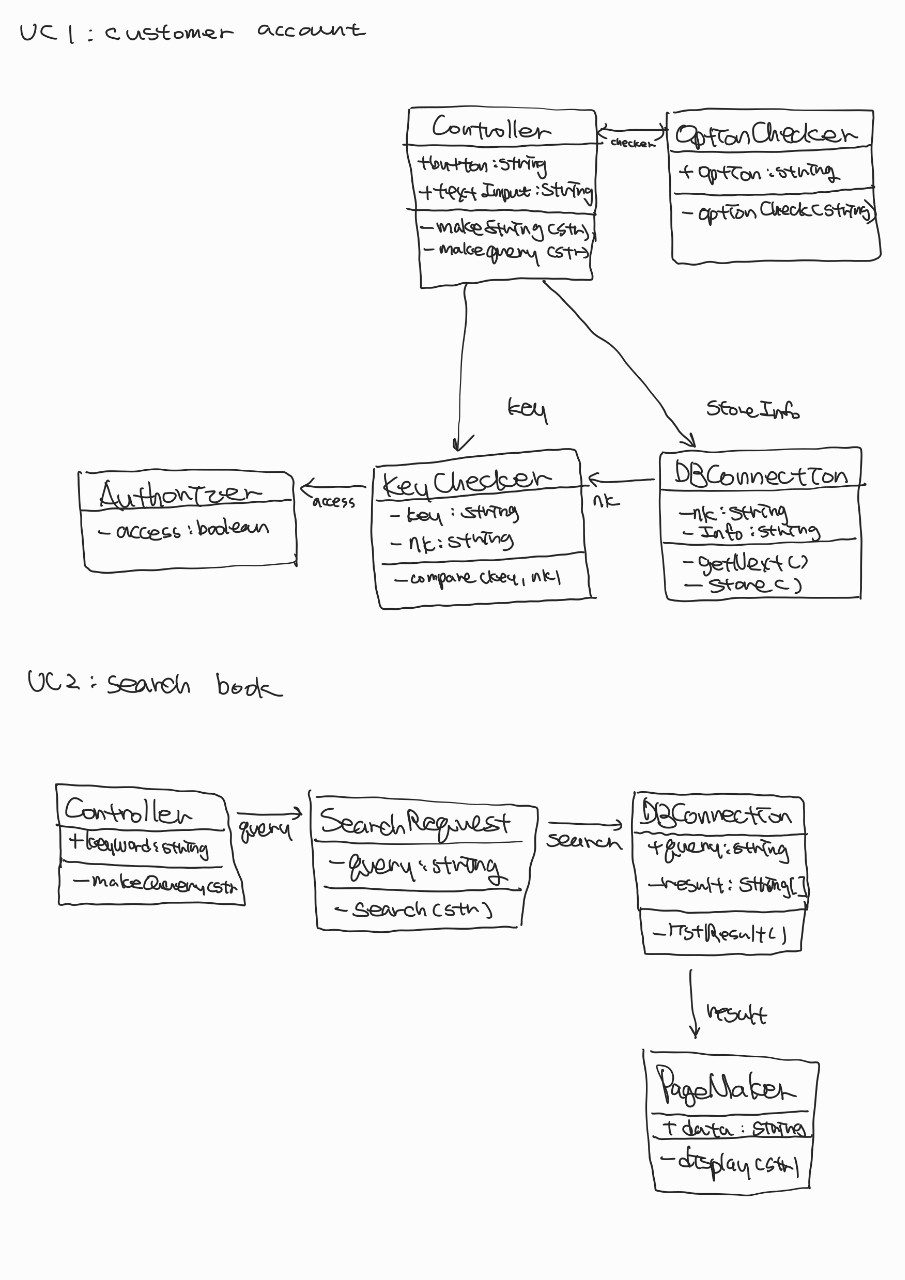 UC1: customer account
Controller
+button: string
+text Input: String
- makeString(str)
- makequery (str)
checker
OptionChecker
+ option: string
- option Check(string)
key
StoreInfo
Authorizer
- access: boolean
access
KeyChecker
- key: string
- nk: string
- compare(key, nk)
nk
DBConnection
-nk: string
- Info: string
- getNext()
- Store()
UC2: search book
Controller
+keyword: string
- makeQuery(str
query
SearchRequest
- query: string
- Search(str)
search
DBConnection
+query: string
-result: String[]
- listResult()
result
PageMaker
+ data: string
- display(str)